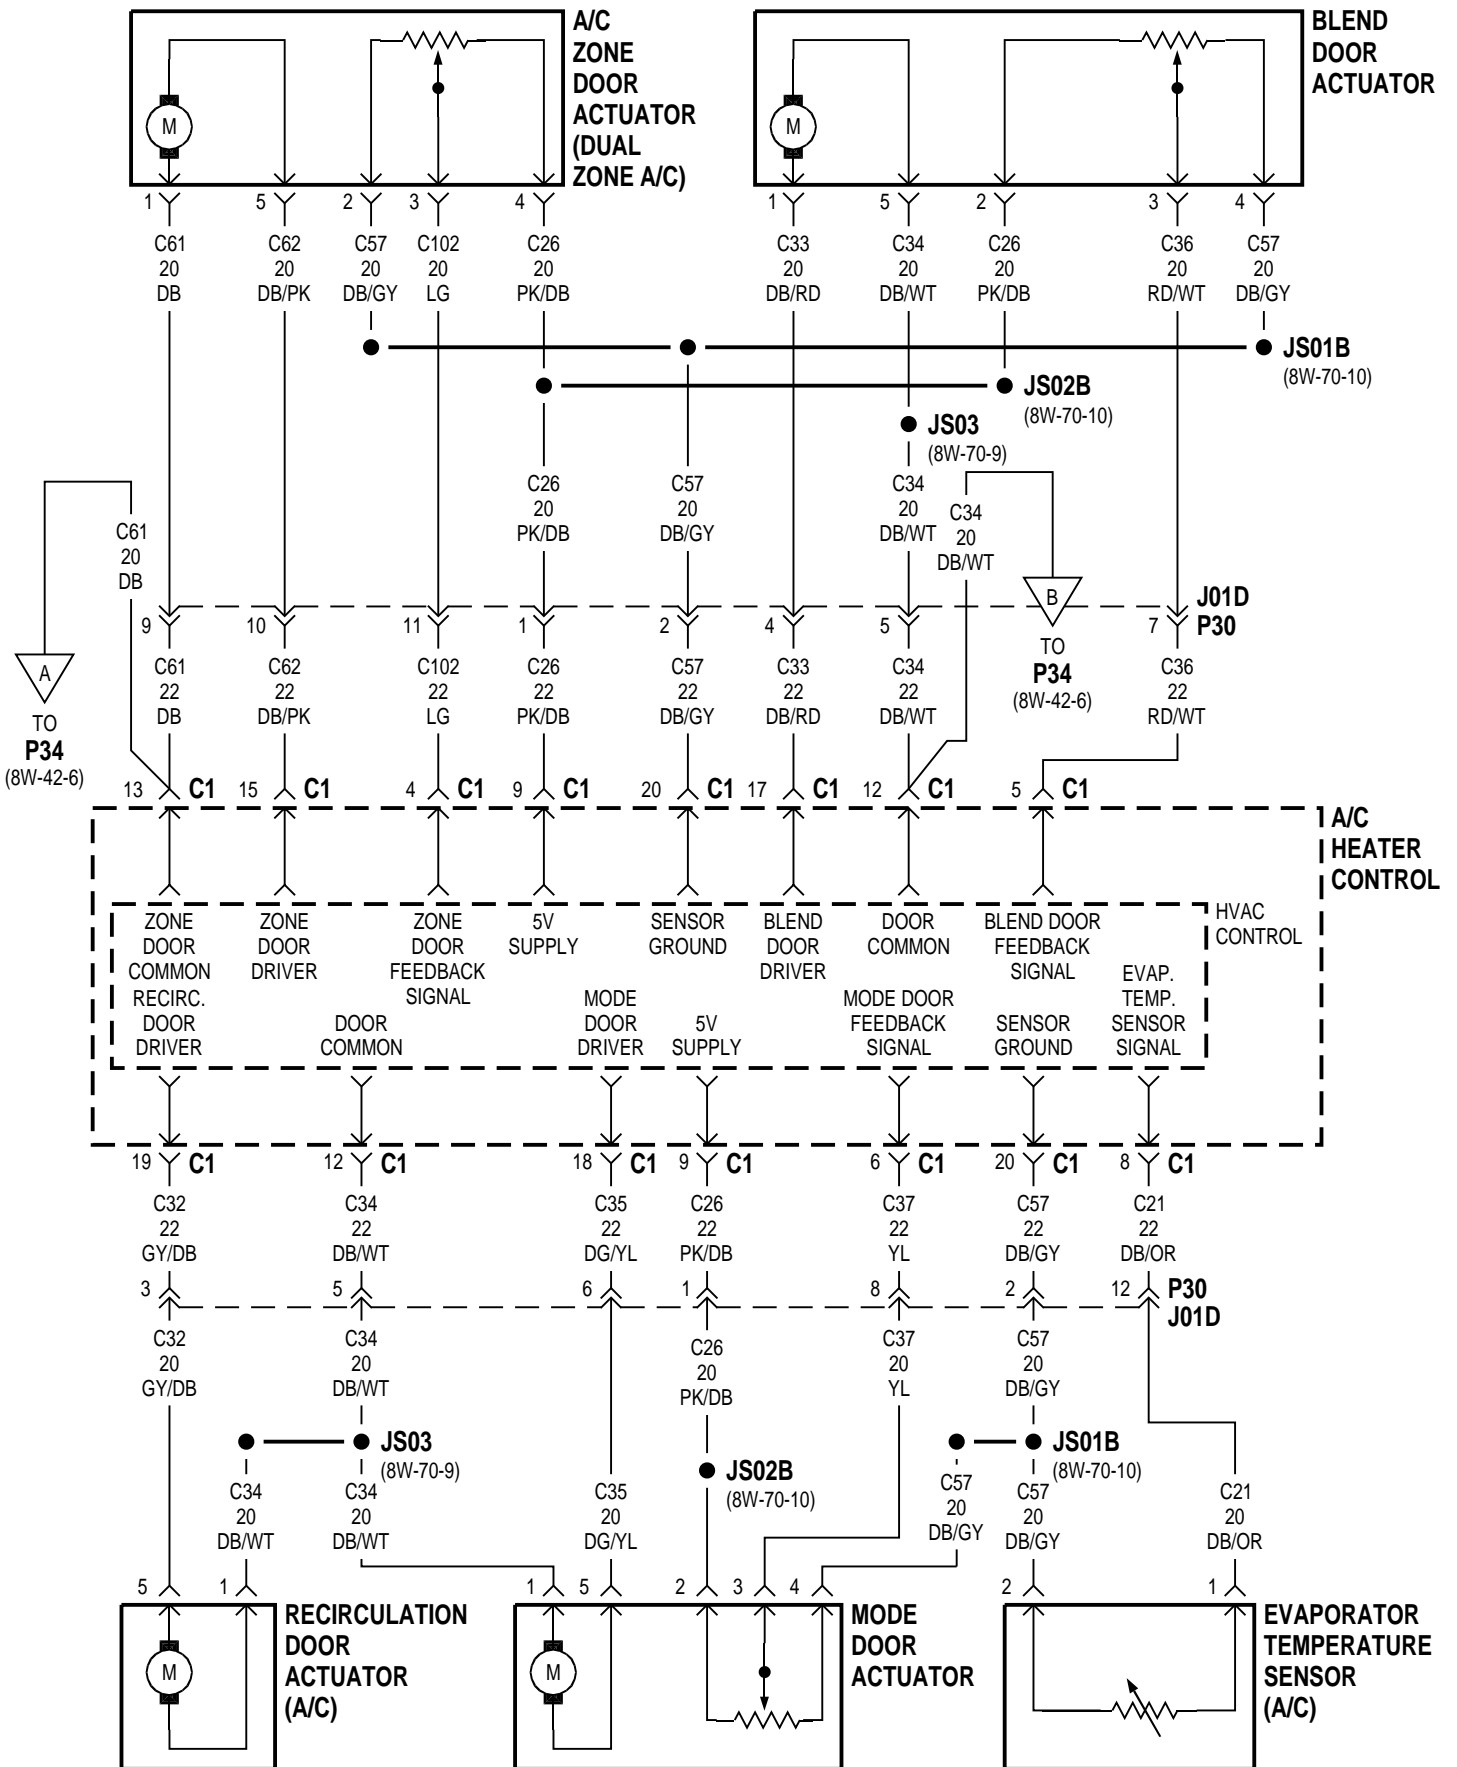 A/C
ZONE
DOOR
ACTUATOR
(DUAL
ZONE A/C)
BLEND
DOOR
ACTUATOR
M
M
1 5 2 3 4 1 5 2 3 4
C61 C62 C57 C102 C26 C33 C34 C26 C36 C57
20 20 20 20 20 20 20 20 20 20
DB DB/PK DB/GY LG PK/DB DB/RD DB/WT PK/DB RD/WT DB/GY
JS01B
(8W-70-10)
JS02B
(8W-70-10)
JS03
(8W-70-9)
C26 C57 C34
20 20 20
PK/DB DB/GY DB/WT
C61
20
DB
C34
20
DB/WT
A
TO
P34
(8W-42-6)
B
TO
P34
(8W-42-6)
J01D
P30
9 10 11 1 2 4 5 7
C61 C62 C102 C26 C57 C33 C34 C36
22 22 22 22 22 22 22 22
DB DB/PK LG PK/DB DB/GY DB/RD DB/WT RD/WT
13 C1 15 C1 4 C1 9 C1 20 C1 17 C1 12 C1 5 C1
A/C
HEATER
CONTROL
HVAC
CONTROL
ZONE
DOOR
COMMON
ZONE
DOOR
DRIVER
ZONE
DOOR
FEEDBACK
SIGNAL
5V
SUPPLY
SENSOR
GROUND
BLEND
DOOR
DRIVER
DOOR
COMMON
BLEND DOOR
FEEDBACK
SIGNAL
RECIRC.
DOOR
DRIVER
DOOR
COMMON
MODE
DOOR
DRIVER
5V
SUPPLY
MODE DOOR
FEEDBACK
SIGNAL
SENSOR
GROUND
EVAP.
TEMP.
SENSOR
SIGNAL
19 C1 12 C1 18 C1 9 C1 6 C1 20 C1 8 C1
C32 C34 C35 C26 C37 C57 C21
22 22 22 22 22 22 22
GY/DB DB/WT DG/YL PK/DB YL DB/GY DB/OR
3 5 6 1 8 2 12
P30
J01D
C32 C34 C26 C37 C57
20 20 20 20 20
GY/DB DB/WT PK/DB YL DB/GY
JS03
(8W-70-9)
JS02B
(8W-70-10)
JS01B
(8W-70-10)
C34 C34 C35 C57 C57 C21
20 20 20 20 20 20
DB/WT DB/WT DG/YL DB/GY DB/GY DB/OR
5 1 1 5 2 3 4 2 1
M
RECIRCULATION
DOOR
ACTUATOR
(A/C)
M
MODE
DOOR
ACTUATOR
EVAPORATOR
TEMPERATURE
SENSOR
(A/C)